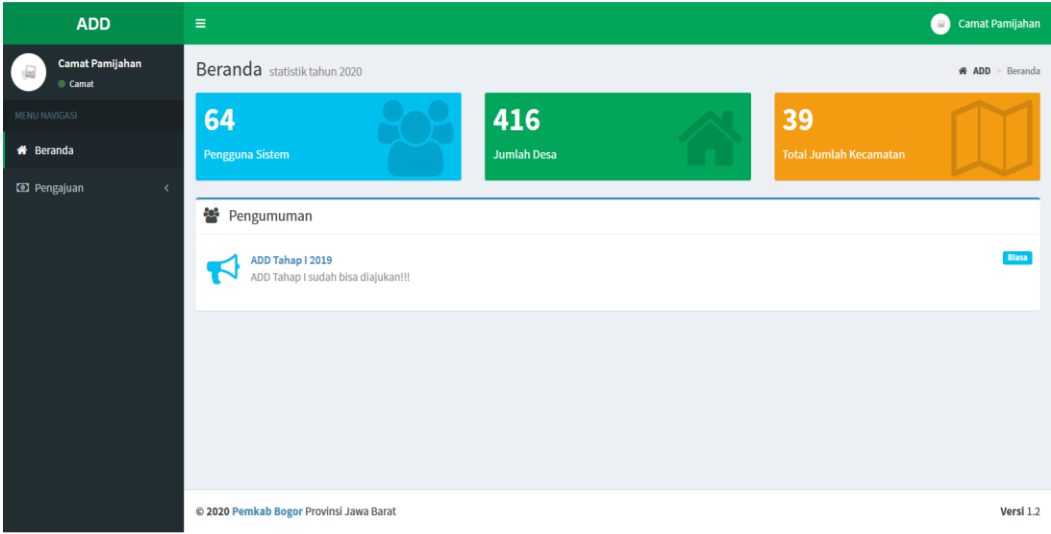 ADD
Camat Pamijahan
Camat Pamijahan
Camat
MENU NAVIGASI
Beranda
Pengajuan
Beranda statistik tahun 2020
ADD > Beranda
64
Pengguna Sistem
416
Jumlah Desa
39
Total Jumlah Kecamatan
Pengumuman
ADD Tahap I 2019
Biasa
ADD Tahap I sudah bisa diajukan!!!
© 2020 Pemkab Bogor Provinsi Jawa Barat
Versi 1.2